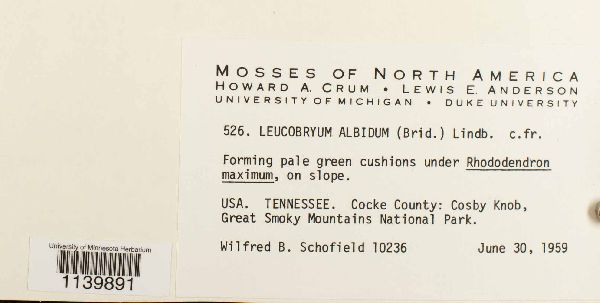 MOSSES OF NORTH AMERICA
HOWARD A. CRUM • LEWIS E. ANDERSON
UNIVERSITY OF MICHIGAN • DUKE UNIVERSITY
526. LEUCOBRYUM ALBIDUM (Brid.) Lindb. c.fr.
Forming pale green cushions under Rhododendron
maximum, on slope.
USA. TENNESSEE. Cocke County: Cosby Knob,
Great Smoky Mountains National Park.
Wilfred B. Schofield 10236 June 30, 1959
University of Minnesota Herbarium
1139891